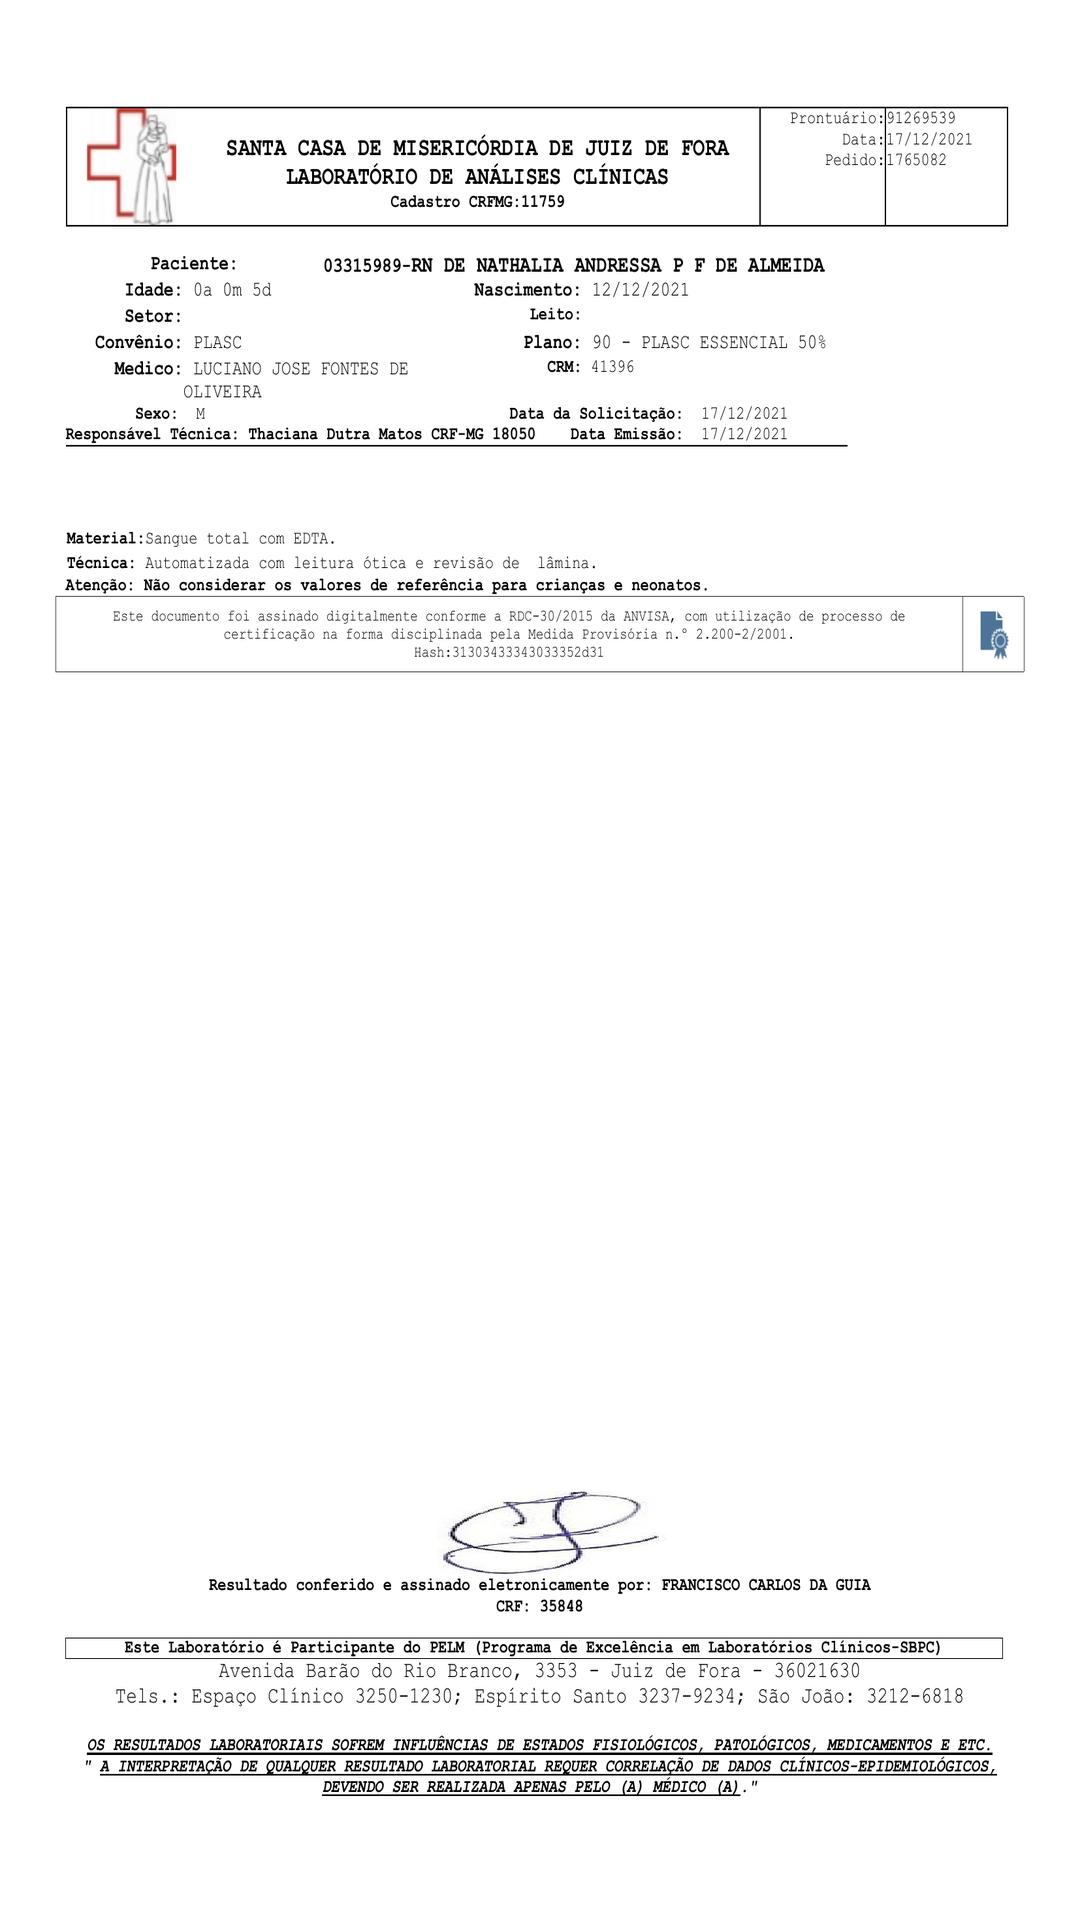 SANTA CASA DE MISERICÓRDIA DE JUIZ DE FORA
LABORATÓRIO DE ANÁLISES CLÍNICAS
Cadastro CRFMG:11759
Prontuário:91269539
Data:17/12/2021
Pedido:1765082
Paciente: 03315989-RN DE NATHALIA ANDRESSA P F DE ALMEIDA
Idade: 0a 0m 5d Nascimento: 12/12/2021
Setor: Leito:
Convênio: PLASC Plano: 90 - PLASC ESSENCIAL 50%
Medico: LUCIANO JOSE FONTES DE CRM: 41396
OLIVEIRA
Sexo: M Data da Solicitação: 17/12/2021
Responsável Técnica: Thaciana Dutra Matos CRF-MG 18050 Data Emissão: 17/12/2021
Material:Sangue total com EDTA.
Técnica: Automatizada com leitura ótica e revisão de lâmina.
Atenção: Não considerar os valores de referência para crianças e neonatos.
Este documento foi assinado digitalmente conforme a RDC-30/2015 da ANVISA, com utilização de processo de
certificação na forma disciplinada pela Medida Provisória n.º 2.200-2/2001.
Hash:31303433343033352d31
Resultado conferido e assinado eletronicamente por: FRANCISCO CARLOS DA GUIA
CRF: 35848
Este Laboratório é Participante do PELM (Programa de Excelência em Laboratórios Clínicos-SBPC)
Avenida Barão do Rio Branco, 3353 - Juiz de Fora - 36021630
Tels.: Espaço Clínico 3250-1230; Espírito Santo 3237-9234; São João: 3212-6818
OS RESULTADOS LABORATORIAIS SOFREM INFLUÊNCIAS DE ESTADOS FISIOLÓGICOS, PATOLÓGICOS, MEDICAMENTOS E ETC.
" A INTERPRETAÇÃO DE QUALQUER RESULTADO LABORATORIAL REQUER CORRELAÇÃO DE DADOS CLÍNICOS-EPIDEMIOLÓGICOS,
DEVENDO SER REALIZADA APENAS PELO (A) MÉDICO (A)."